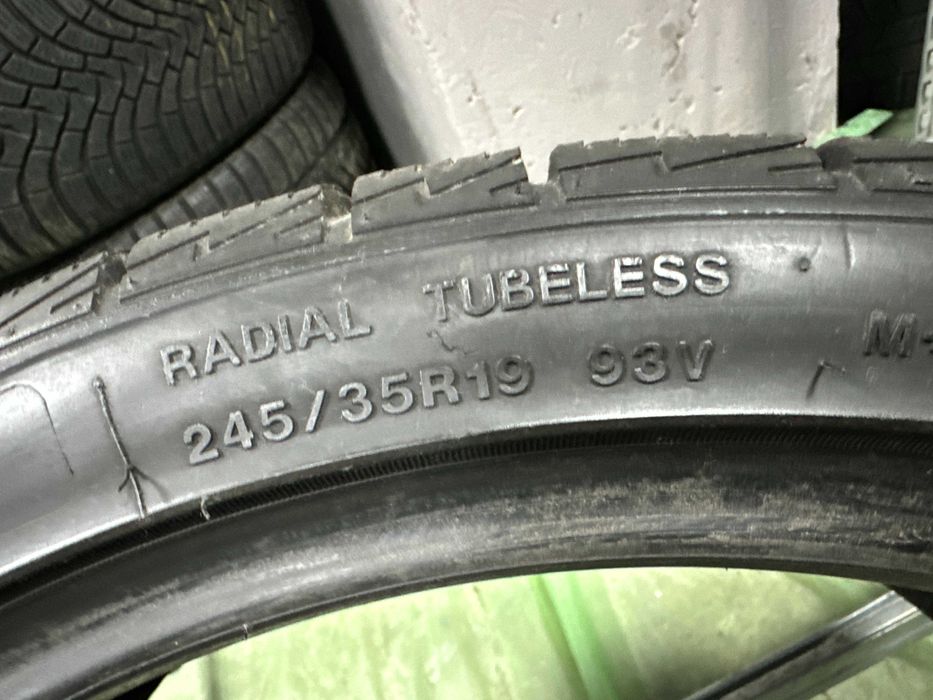 RADIAL TUBELESS
245/35R19 93V M+